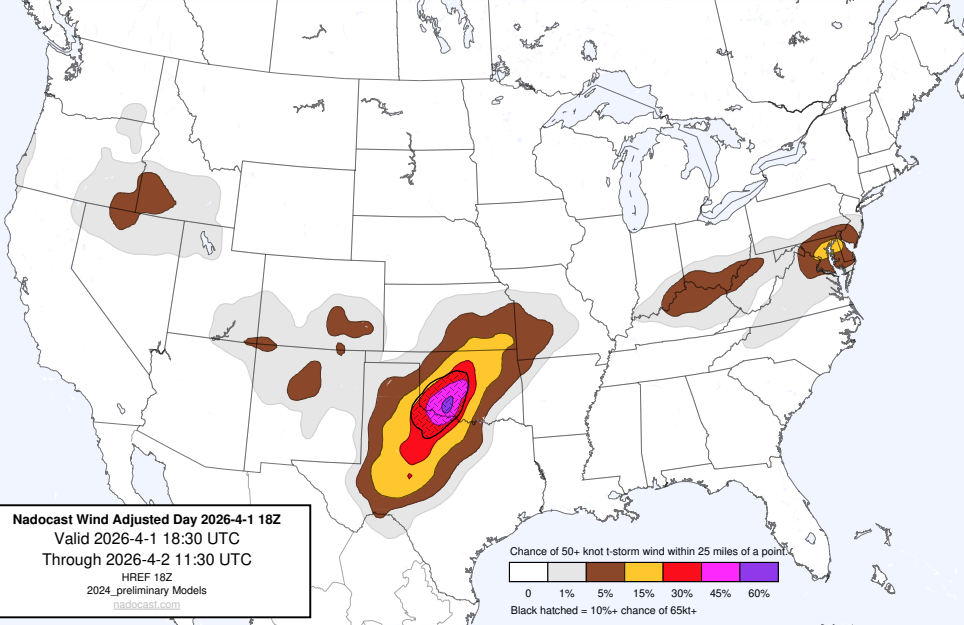 Nadocast Wind Adjusted Day 2026-4-1 18Z
Valid 2026-4-1 18:30 UTC
Through 2026-4-2 11:30 UTC
HREF 18Z
2024_preliminary Models
nadocast.com
Chance of 50+ knot t-storm wind within 25 miles of a point.
0 1% 5% 15% 30% 45% 60%
Black hatched = 10%+ chance of 65kt+